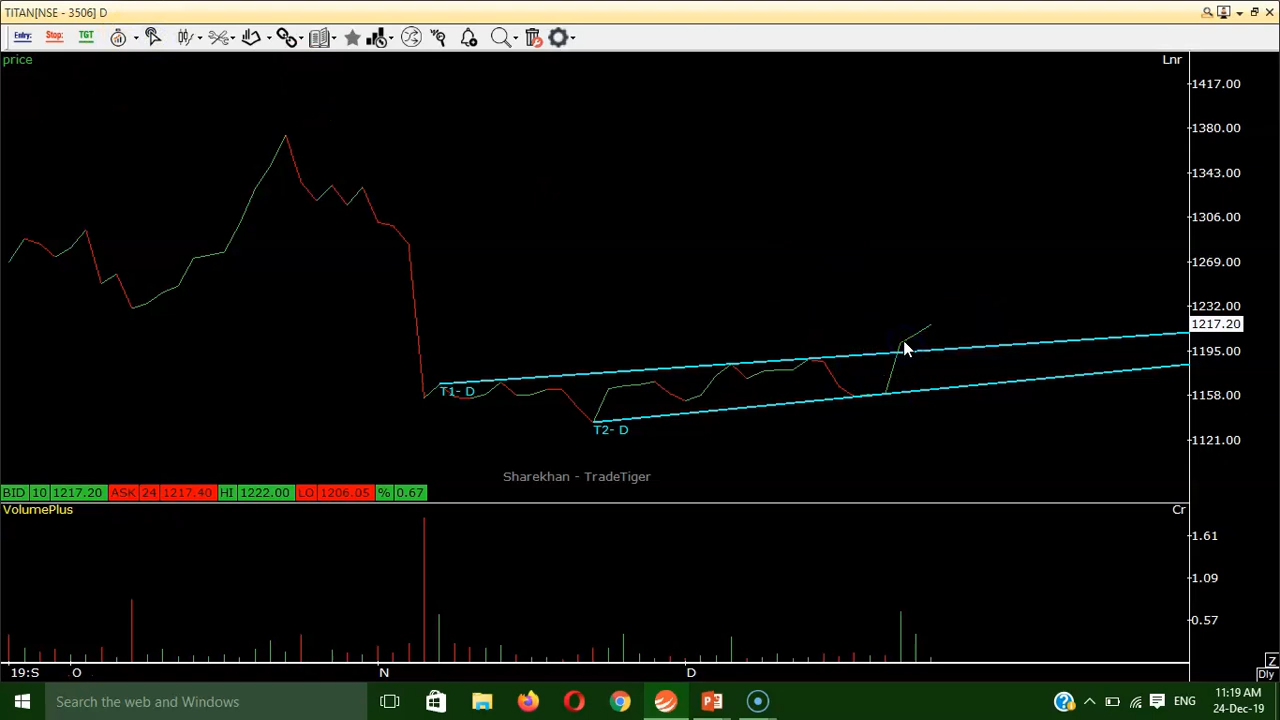 TITAN[NSE - 3506] D
Entry:
Stop:
TGT
price
Lnr
1417.00
1380.00
1343.00
1306.00
1269.00
1232.00
1217.20
1195.00
1158.00
1121.00
T1- D
T2- D
Sharekhan - TradeTiger
BID 10 1217.20 ASK 24 1217.40 HI 1222.00 LO 1206.05 % 0.67
VolumePlus
Cr
1.61
1.09
0.57
19:S O N D
Z
Dly
Search the web and Windows
ENG
11:19 AM
24-Dec-19